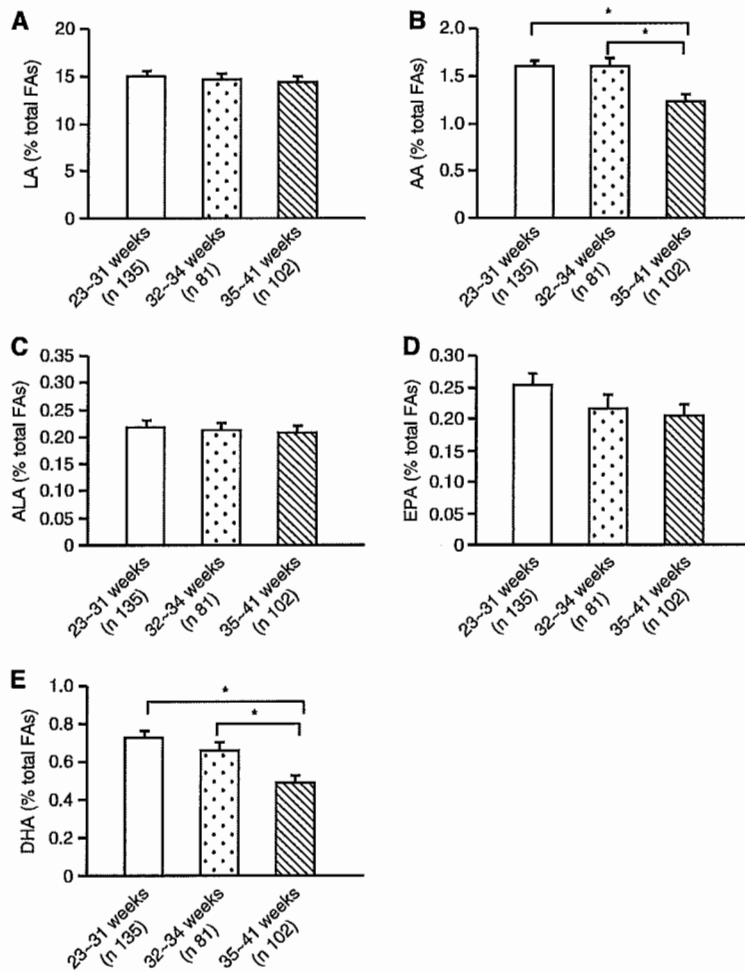 A
LA (% total FAs)
20
15
10
5
0
23~31 weeks
(n 135)
32~34 weeks
(n 81)
35~41 weeks
(n 102)
B
AA (% total FAs)
2.0
1.5
1.0
0.5
0
*
*
23~31 weeks
(n 135)
32~34 weeks
(n 81)
35~41 weeks
(n 102)
C
ALA (% total FAs)
0.35
0.30
0.25
0.20
0.15
0.10
0.05
0
23~31 weeks
(n 135)
32~34 weeks
(n 81)
35~41 weeks
(n 102)
D
EPA (% total FAs)
0.30
0.25
0.20
0.15
0.10
0.05
0
23~31 weeks
(n 135)
32~34 weeks
(n 81)
35~41 weeks
(n 102)
E
DHA (% total FAs)
1.0
0.8
0.6
0.4
0.2
0
*
*
23~31 weeks
(n 135)
32~34 weeks
(n 81)
35~41 weeks
(n 102)